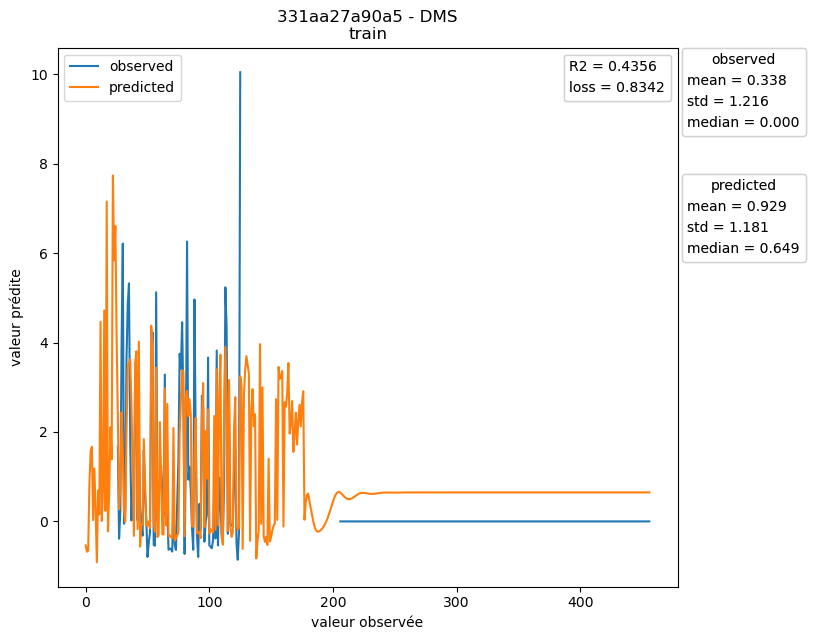 331aa27a90a5 - DMS
train
observed
predicted
R2 = 0.4356
loss = 0.8342
observed
mean = 0.338
std = 1.216
median = 0.000
predicted
mean = 0.929
std = 1.181
median = 0.649
10
8
6
4
2
0
valeur prédite
0
100
200
300
400
valeur observée